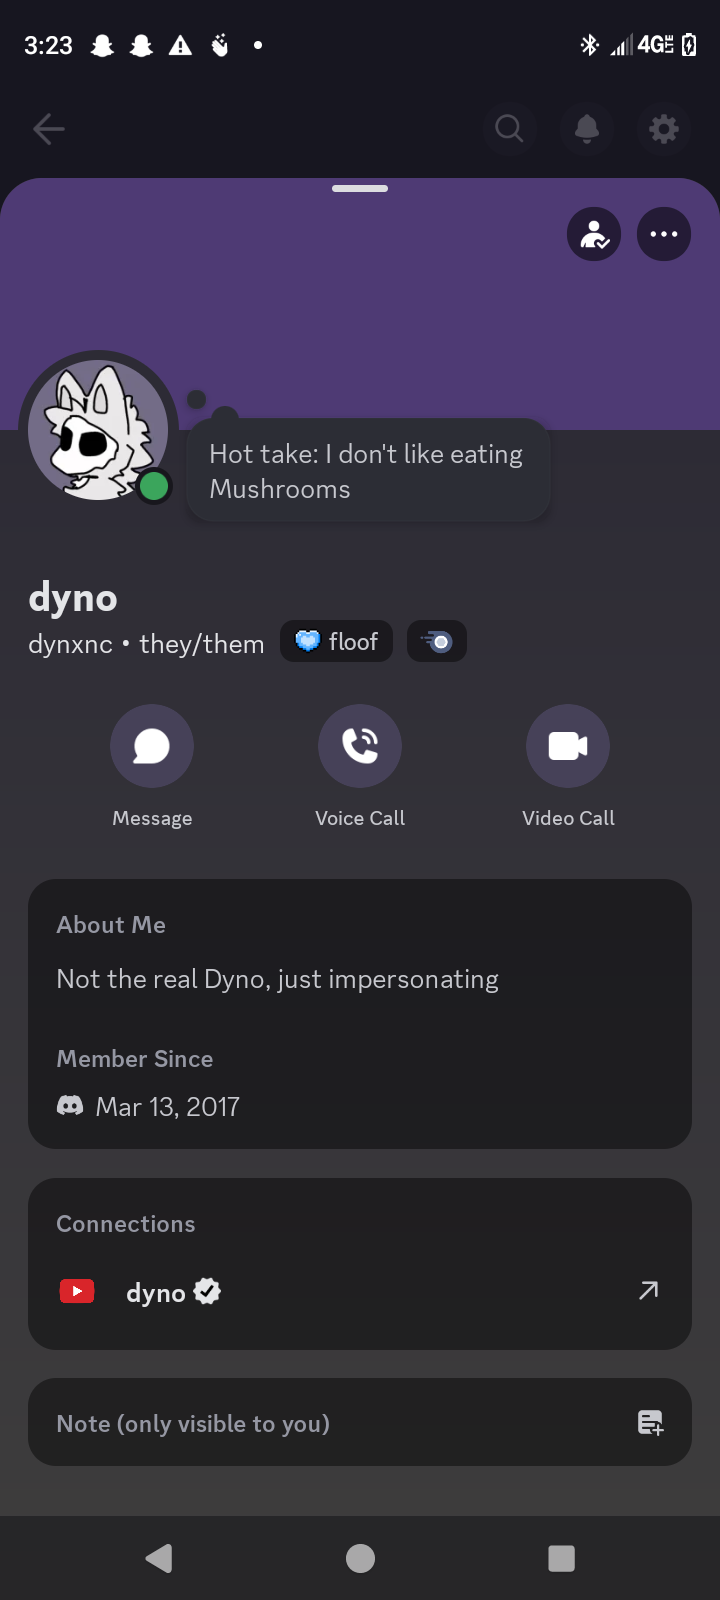 3:23
4G LTE
Hot take: I don't like eating
Mushrooms
dyno
dynxnc • they/them floof
Message Voice Call Video Call
About Me
Not the real Dyno, just impersonating
Member Since
Mar 13, 2017
Connections
dyno
Note (only visible to you)